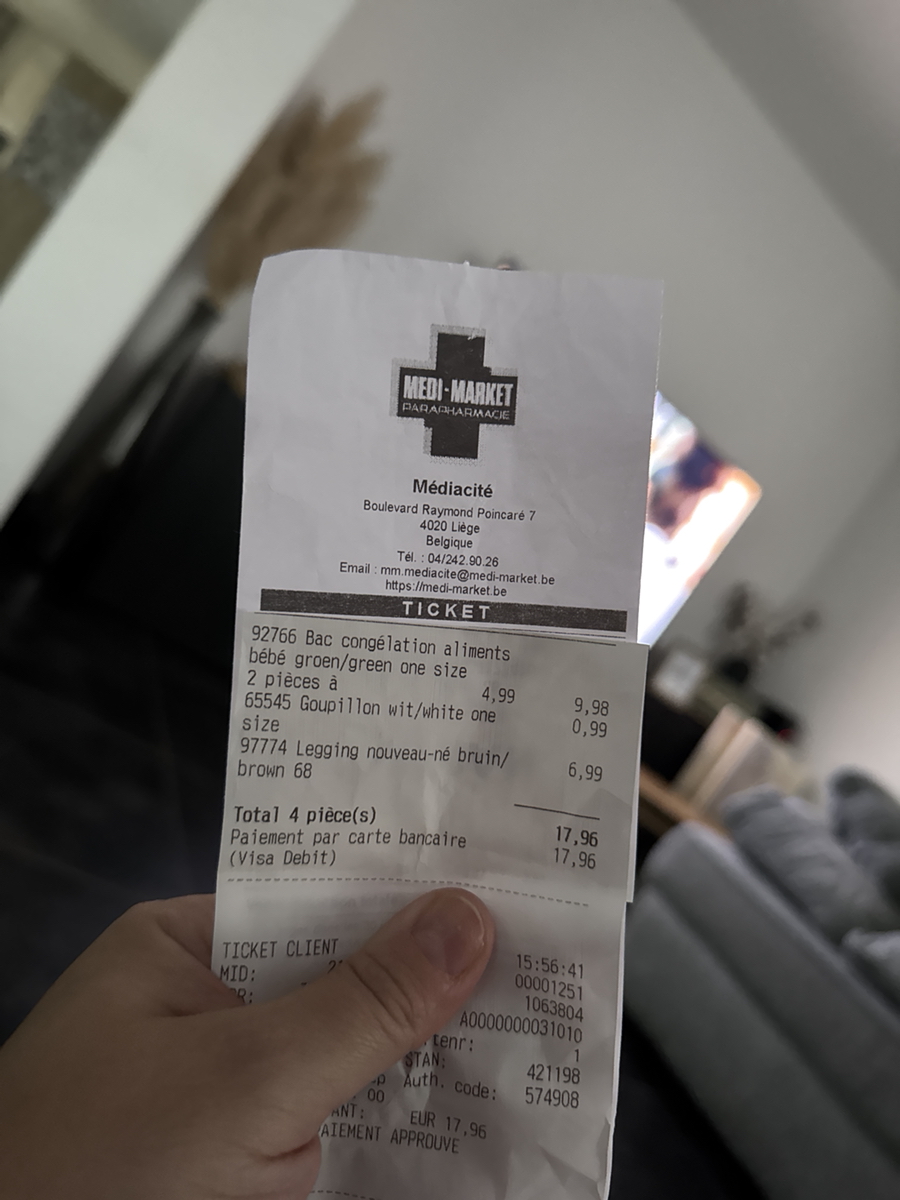 MEDI-MARKET
PARAPHARMACIE
Médiacité
Boulevard Raymond Poincaré 7
4020 Liège
Belgique
Tél. : 04/242.90.26
Email : mm.mediacite@medi-market.be
https://medi-market.be
TICKET
92766 Bac congélation aliments
bébé groen/green one size
2 pièces à 4,99 9,98
65545 Goupillon wit/white one 0,99
size
97774 Legging nouveau-né bruin/
brown 68 6,99
Total 4 pièce(s) 17,96
Paiement par carte bancaire 17,96
(Visa Debit)
TICKET CLIENT 15:56:41
MID: 00001251
1063804
A0000000031010
1
STAN: 421198
00 Auth. code: 574908
EUR 17,96